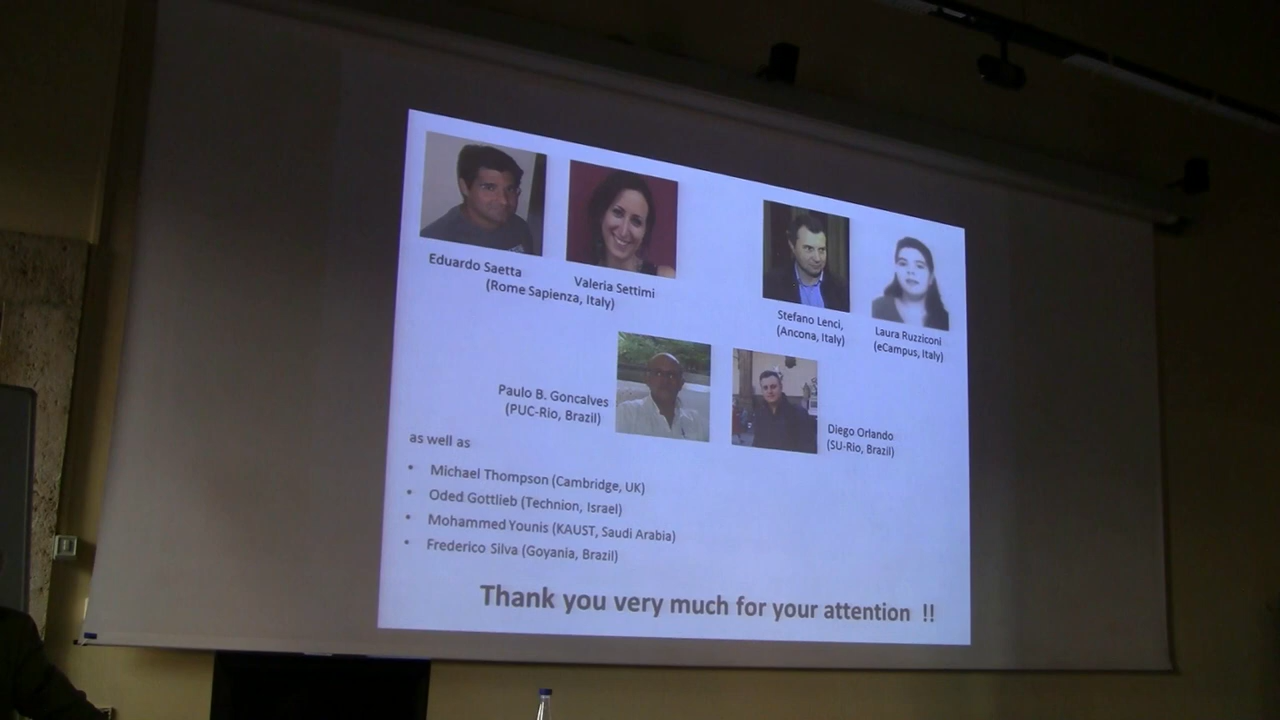 Eduardo Saetta
Valeria Settimi
(Rome Sapienza, Italy)
Stefano Lenci,
(Ancona, Italy)
Laura Ruzziconi
(eCampus, Italy)
Paulo B. Goncalves
(PUC-Rio, Brazil)
Diego Orlando
(SU-Rio, Brazil)
as well as
• Michael Thompson (Cambridge, UK)
• Oded Gottlieb (Technion, Israel)
• Mohammed Younis (KAUST, Saudi Arabia)
• Frederico Silva (Goyania, Brazil)
Thank you very much for your attention !!